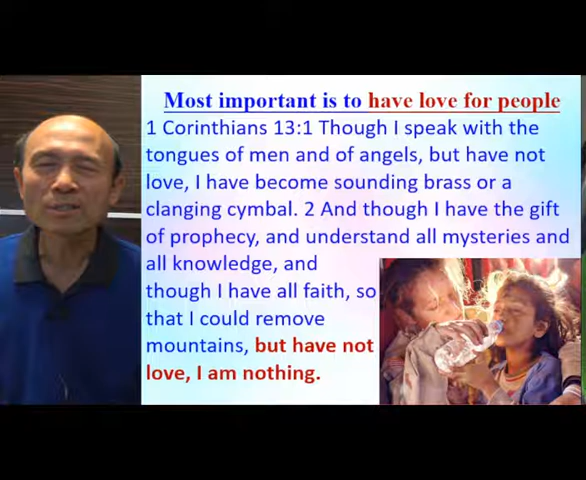 Most important is to have love for people
1 Corinthians 13:1 Though I speak with the
tongues of men and of angels, but have not
love, I have become sounding brass or a
clanging cymbal. 2 And though I have the gift
of prophecy, and understand all mysteries and
all knowledge, and
though I have all faith, so
that I could remove
mountains, but have not
love, I am nothing.